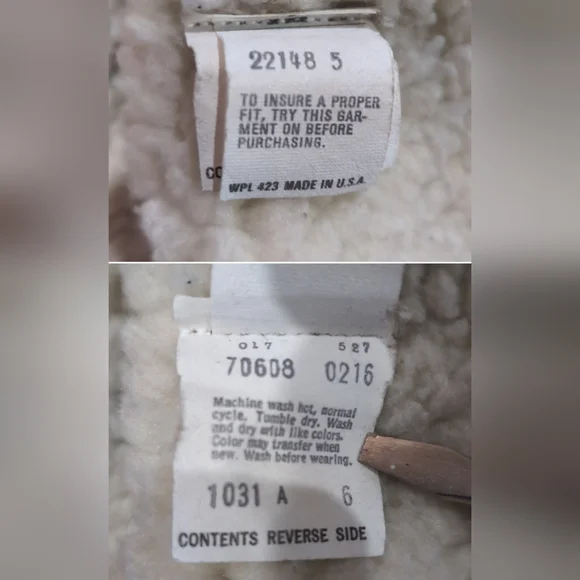 22148 5
TO INSURE A PROPER
FIT, TRY THIS GAR-
MENT ON BEFORE
PURCHASING.
CO
WPL 423 MADE IN U.S.A.
017 527
70608 0216
Machine wash hot, normal
cycle. Tumble dry. Wash
and dry with like colors.
Color may transfer when
new. Wash before wearing.
1031 A 6
CONTENTS REVERSE SIDE